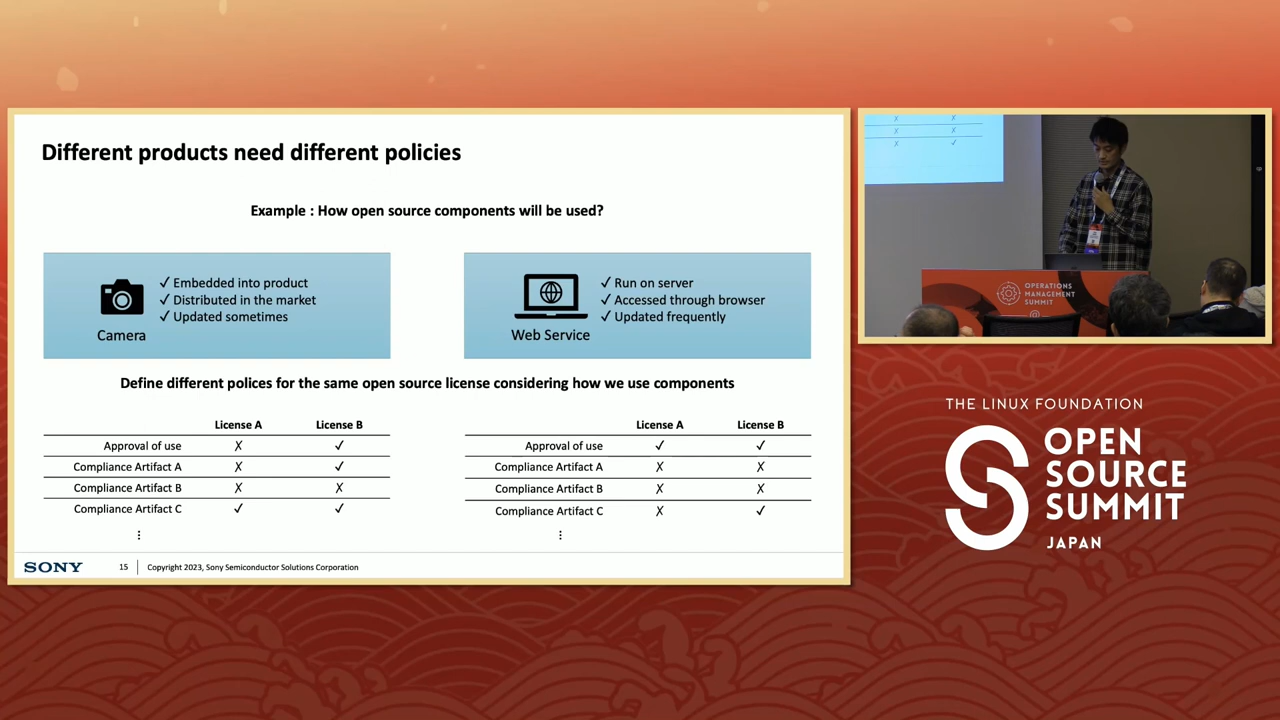 Different products need different policies
Example : How open source components will be used?
Camera
✓ Embedded into product
✓ Distributed in the market
✓ Updated sometimes
Web Service
✓ Run on server
✓ Accessed through browser
✓ Updated frequently
Define different polices for the same open source license considering how we use components
License A License B
Approval of use ✗ ✓
Compliance Artifact A ✗ ✓
Compliance Artifact B ✗ ✗
Compliance Artifact C ✓ ✓
⋮
License A License B
Approval of use ✓ ✓
Compliance Artifact A ✗ ✗
Compliance Artifact B ✗ ✗
Compliance Artifact C ✗ ✓
⋮
SONY 15 Copyright 2023, Sony Semiconductor Solutions Corporation
✗ ✗
✗ ✗
✗ ✓
OPERATIONS
MANAGEMENT
SUMMIT
THE LINUX FOUNDATION
OPEN
SOURCE
SUMMIT
JAPAN